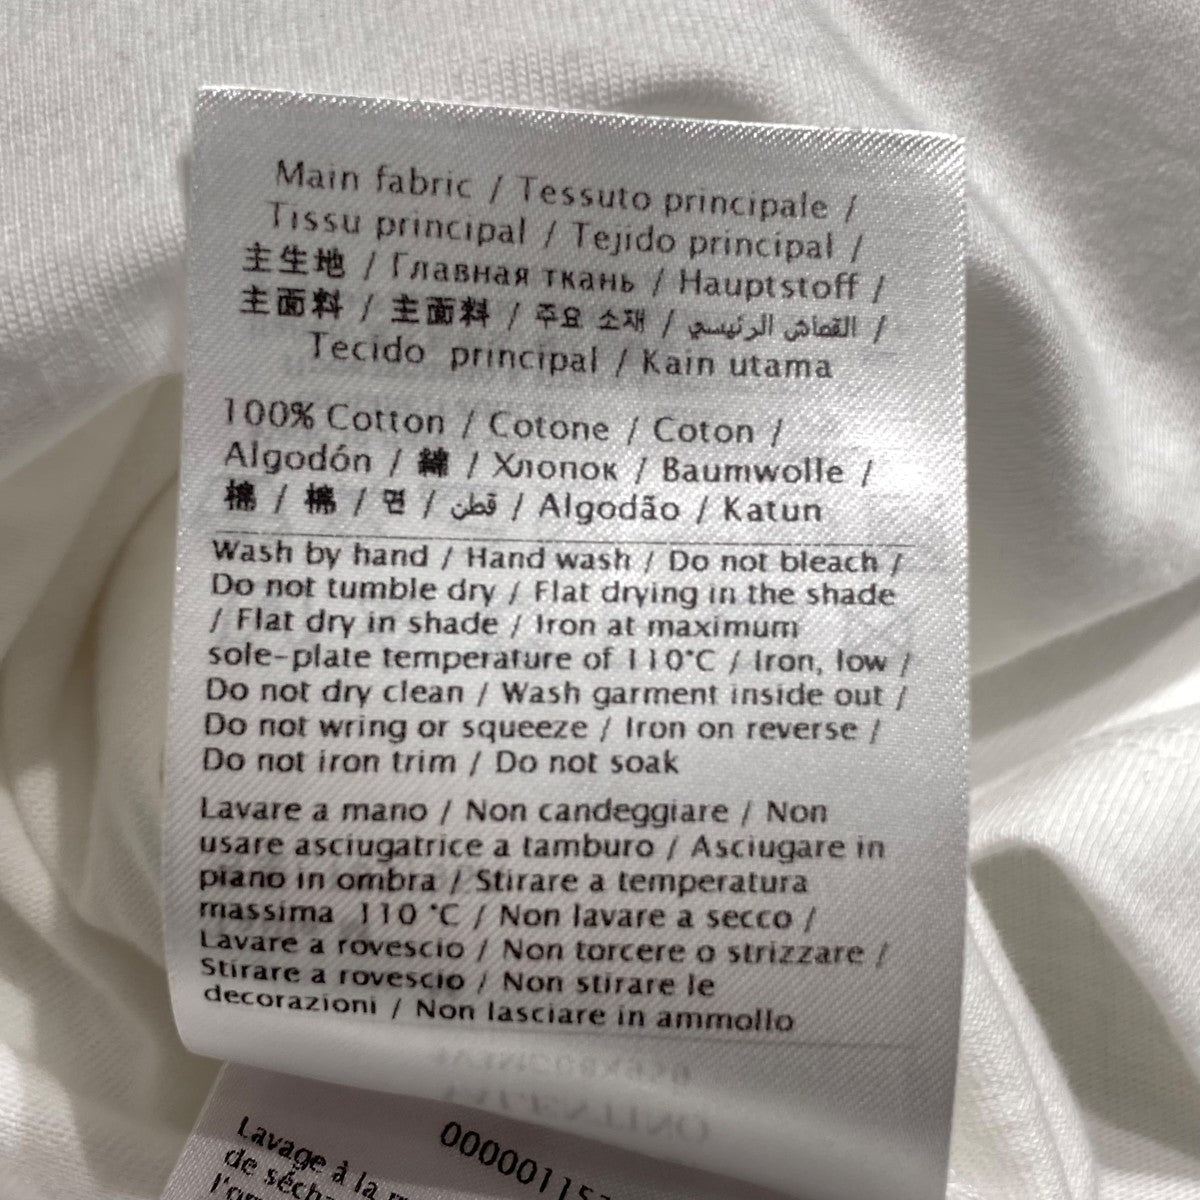 Main fabric / Tessuto principale /
Tissu principal / Tejido principal /
主生地 / Главная ткань / Hauptstoff /
主面料 / 主面料 / 주요 소재 / القماش الرئيسي /
Tecido principal / Kain utama
100% Cotton / Cotone / Coton /
Algodón / 綿 / Хлопок / Baumwolle /
棉 / 棉 / 면 / قطن / Algodão / Katun
Wash by hand / Hand wash / Do not bleach /
Do not tumble dry / Flat drying in the shade
/ Flat dry in shade / Iron at maximum
sole-plate temperature of 110°C / Iron, low /
Do not dry clean / Wash garment inside out /
Do not wring or squeeze / Iron on reverse /
Do not iron trim / Do not soak
Lavare a mano / Non candeggiare / Non
usare asciugatrice a tamburo / Asciugare in
piano in ombra / Stirare a temperatura
massima 110 °C / Non lavare a secco /
Lavare a rovescio / Non torcere o strizzare /
Stirare a rovescio / Non stirare le
decorazioni / Non lasciare in ammollo
Lavage à la
de